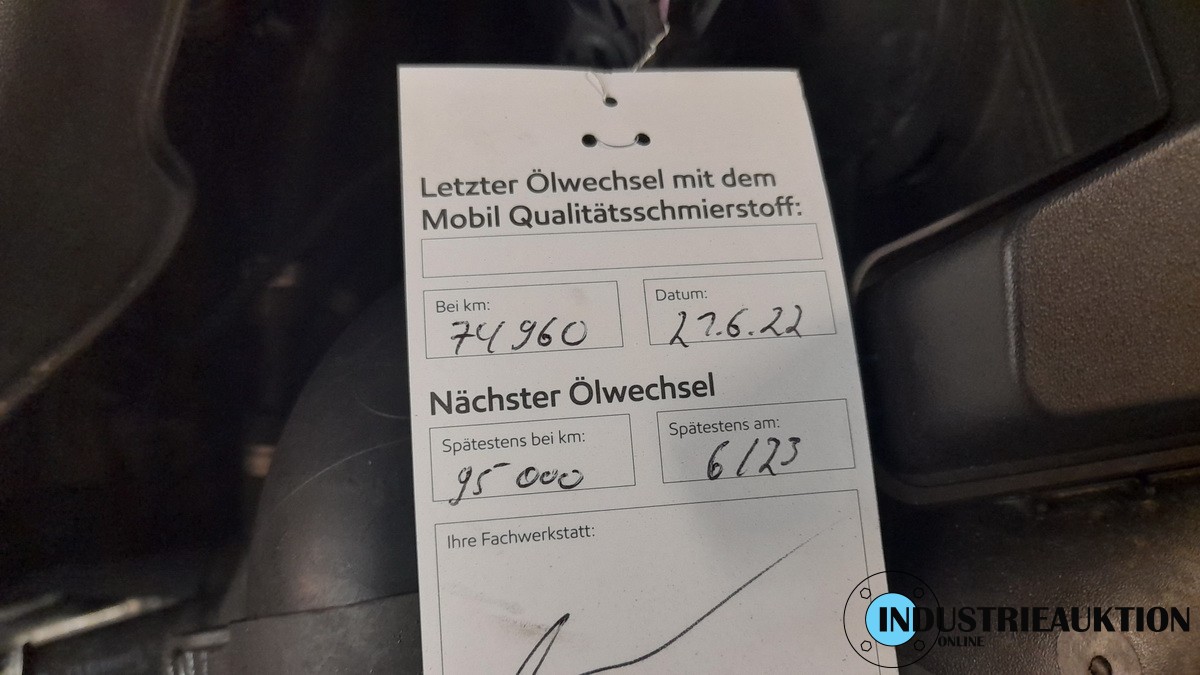 Letzter Ölwechsel mit dem
Mobil Qualitätsschmierstoff:
Bei km:
74 960
Datum:
27.6.22
Nächster Ölwechsel
Spätestens bei km:
95 000
Spätestens am:
6/23
Ihre Fachwerkstatt:
INDUSTRIEAUKTION
ONLINE